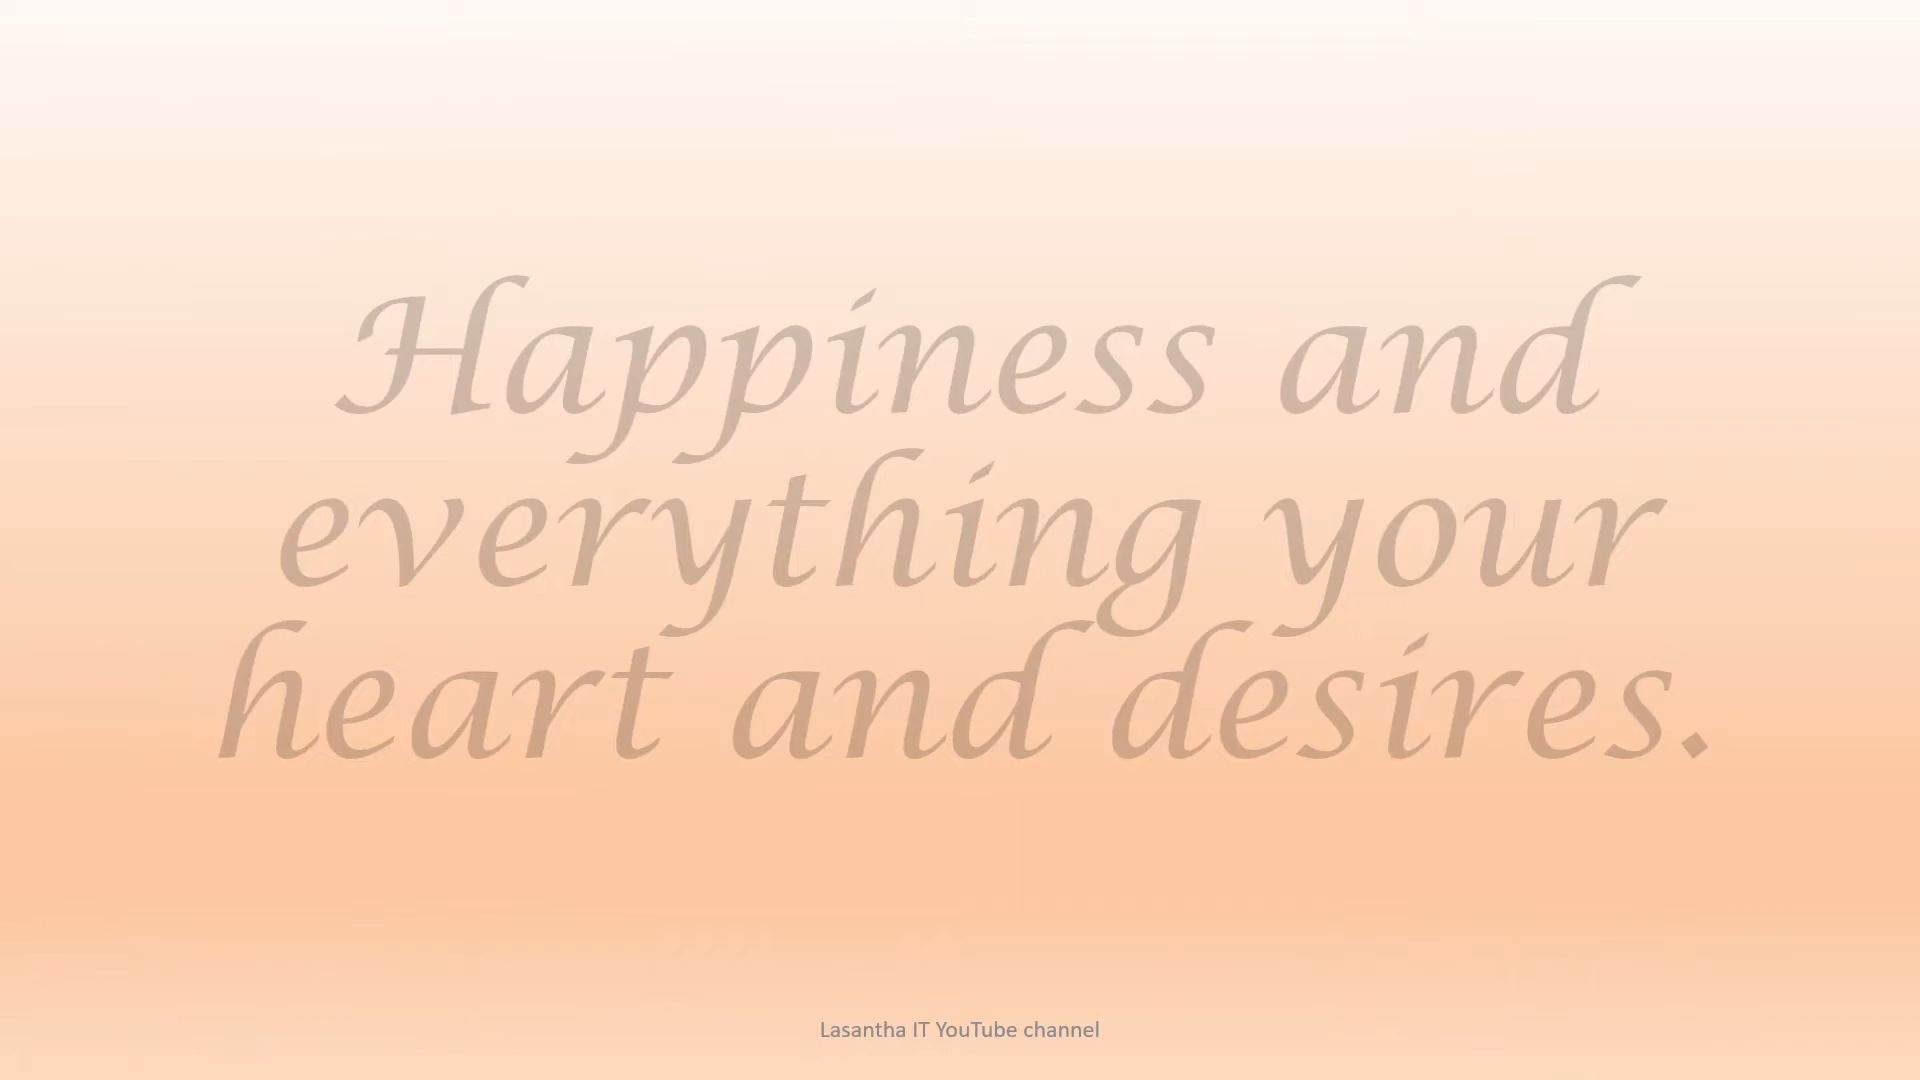 Happiness and
everything your
heart and desires.
Lasantha IT YouTube channel